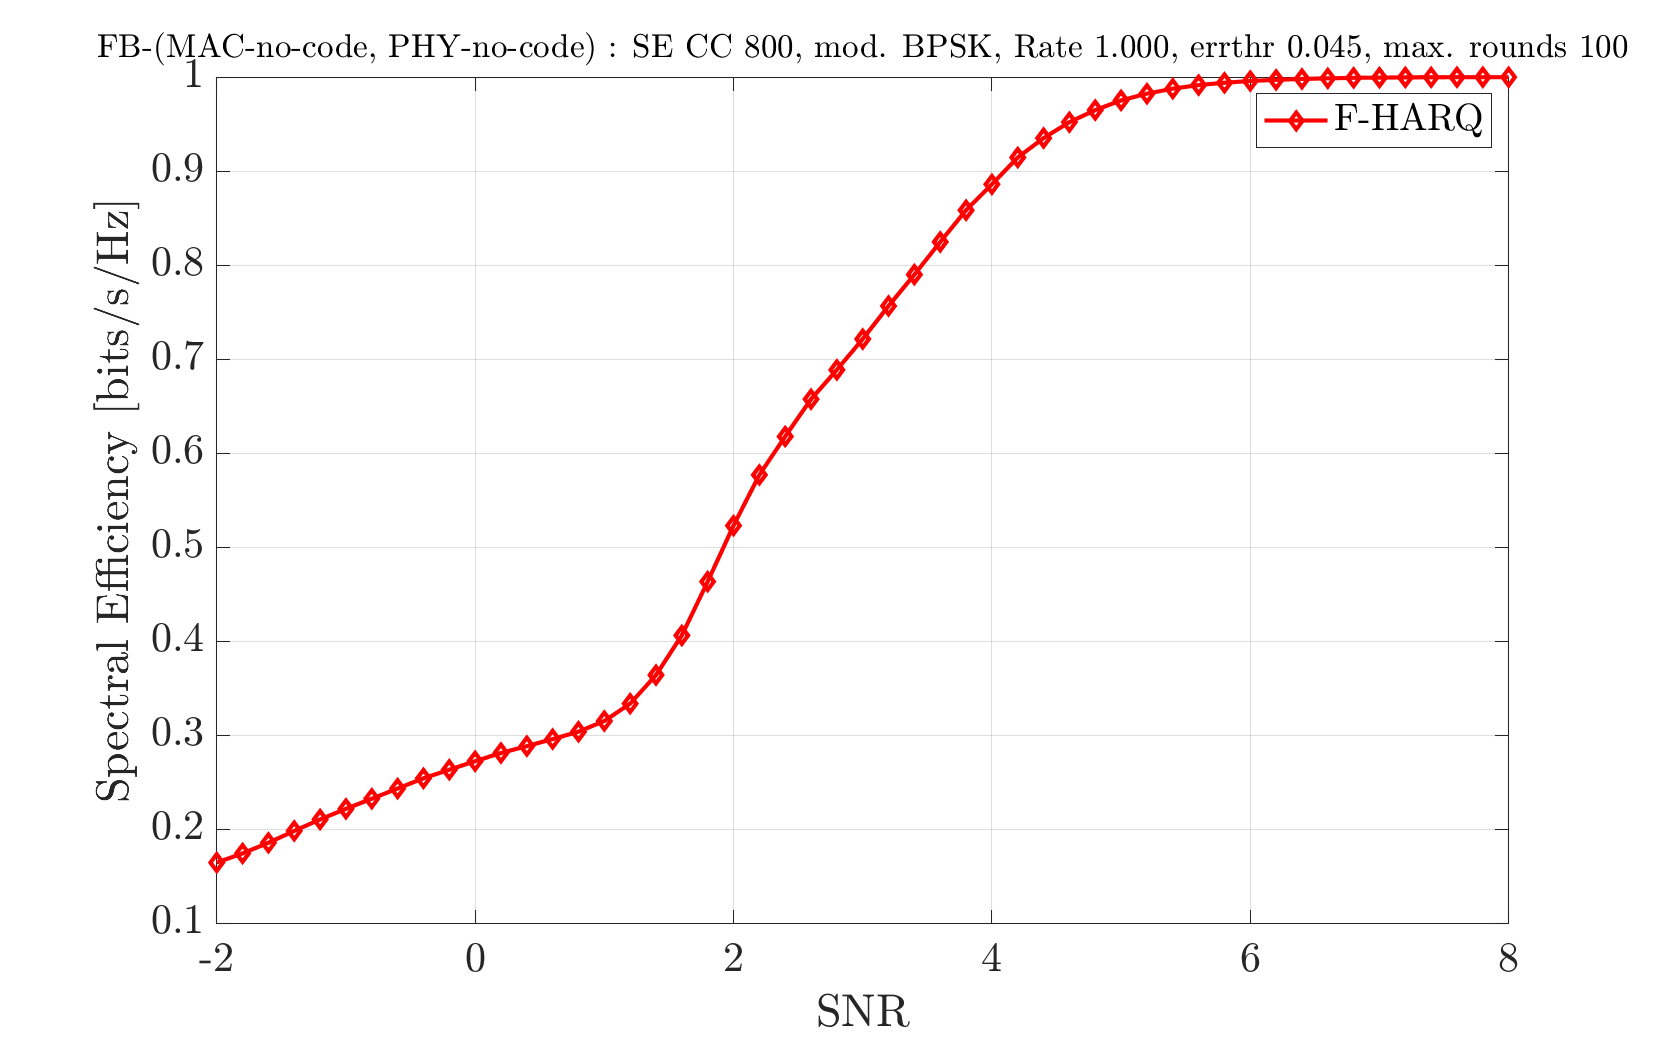 FB-(MAC-no-code, PHY-no-code) : SE CC 800, mod. BPSK, Rate 1.000, errthr 0.045, max. rounds 100
F-HARQ
Spectral Efficiency [bits/s/Hz]
1
0.9
0.8
0.7
0.6
0.5
0.4
0.3
0.2
0.1
-2 0 2 4 6 8
SNR